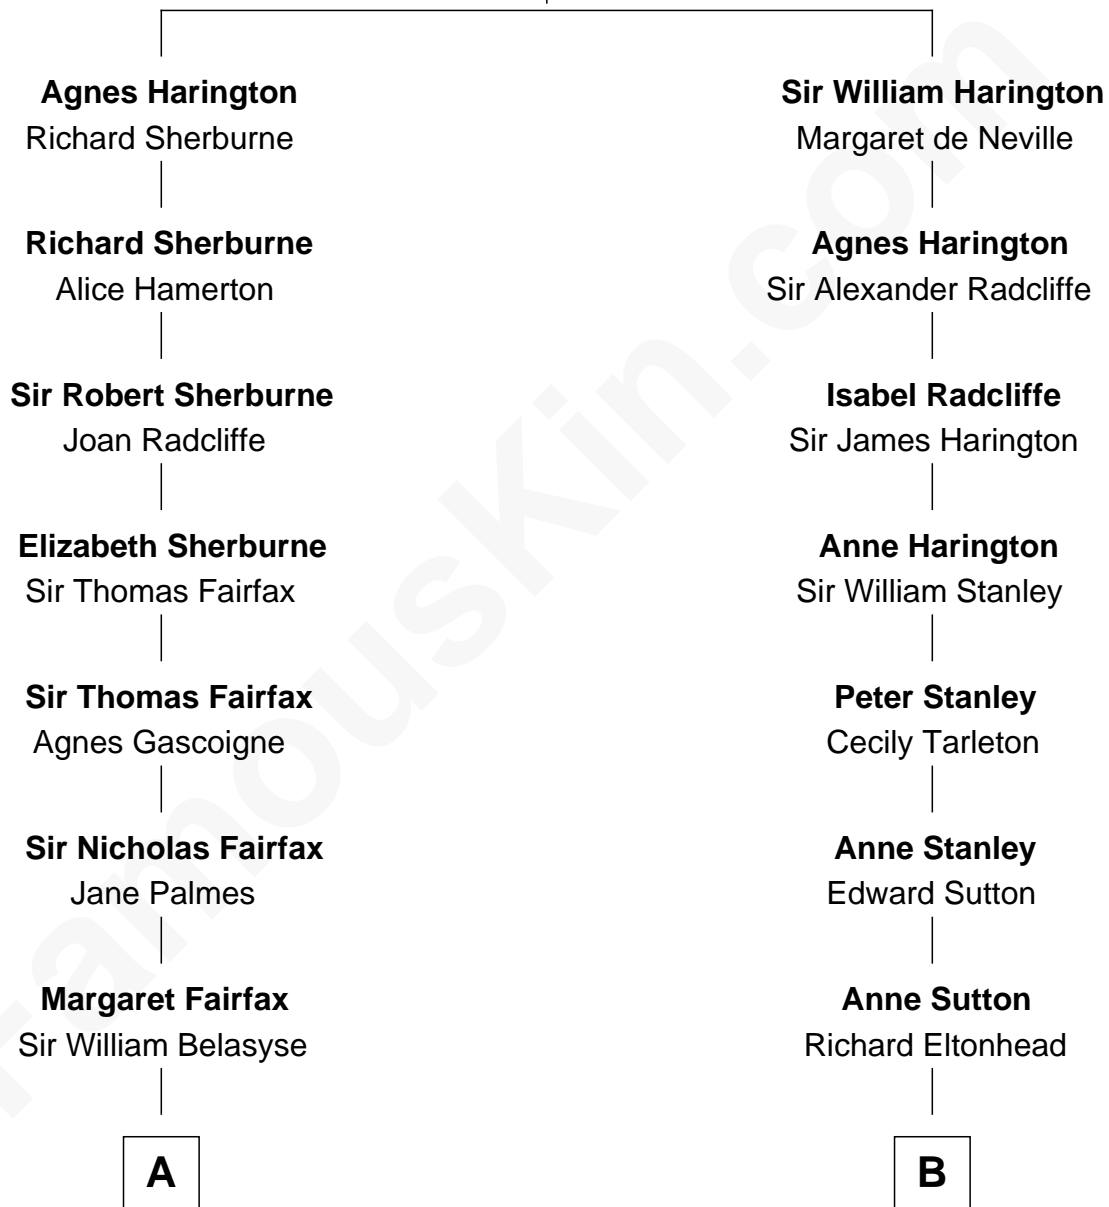 Agnes Harington
Richard Sherburne
Richard Sherburne
Alice Hamerton
Sir Robert Sherburne
Joan Radcliffe
Elizabeth Sherburne
Sir Thomas Fairfax
Sir Thomas Fairfax
Agnes Gascoigne
Sir Nicholas Fairfax
Jane Palmes
Margaret Fairfax
Sir William Belasyse
A
Sir William Harington
Margaret de Neville
Agnes Harington
Sir Alexander Radcliffe
Isabel Radcliffe
Sir James Harington
Anne Harington
Sir William Stanley
Peter Stanley
Cecily Tarleton
Anne Stanley
Edward Sutton
Anne Sutton
Richard Eltonhead
B
FamousKin.com